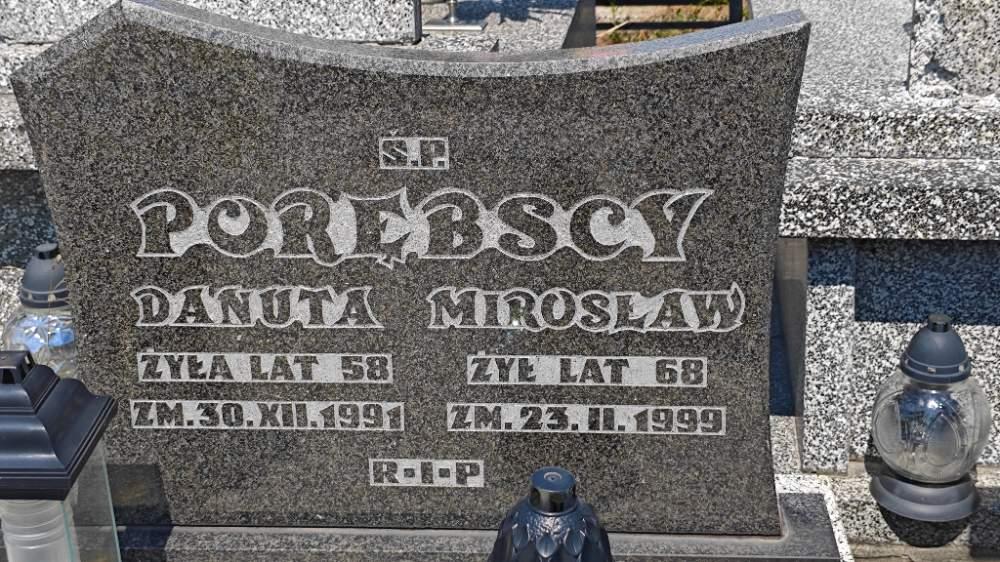 Ś.P.
PORĘBSCY
DANUTA MIROSŁAW
ŻYŁA LAT 58 ŻYŁ LAT 68
ZM.30.XII.1991 ZM.23.II.1999
R·I·P